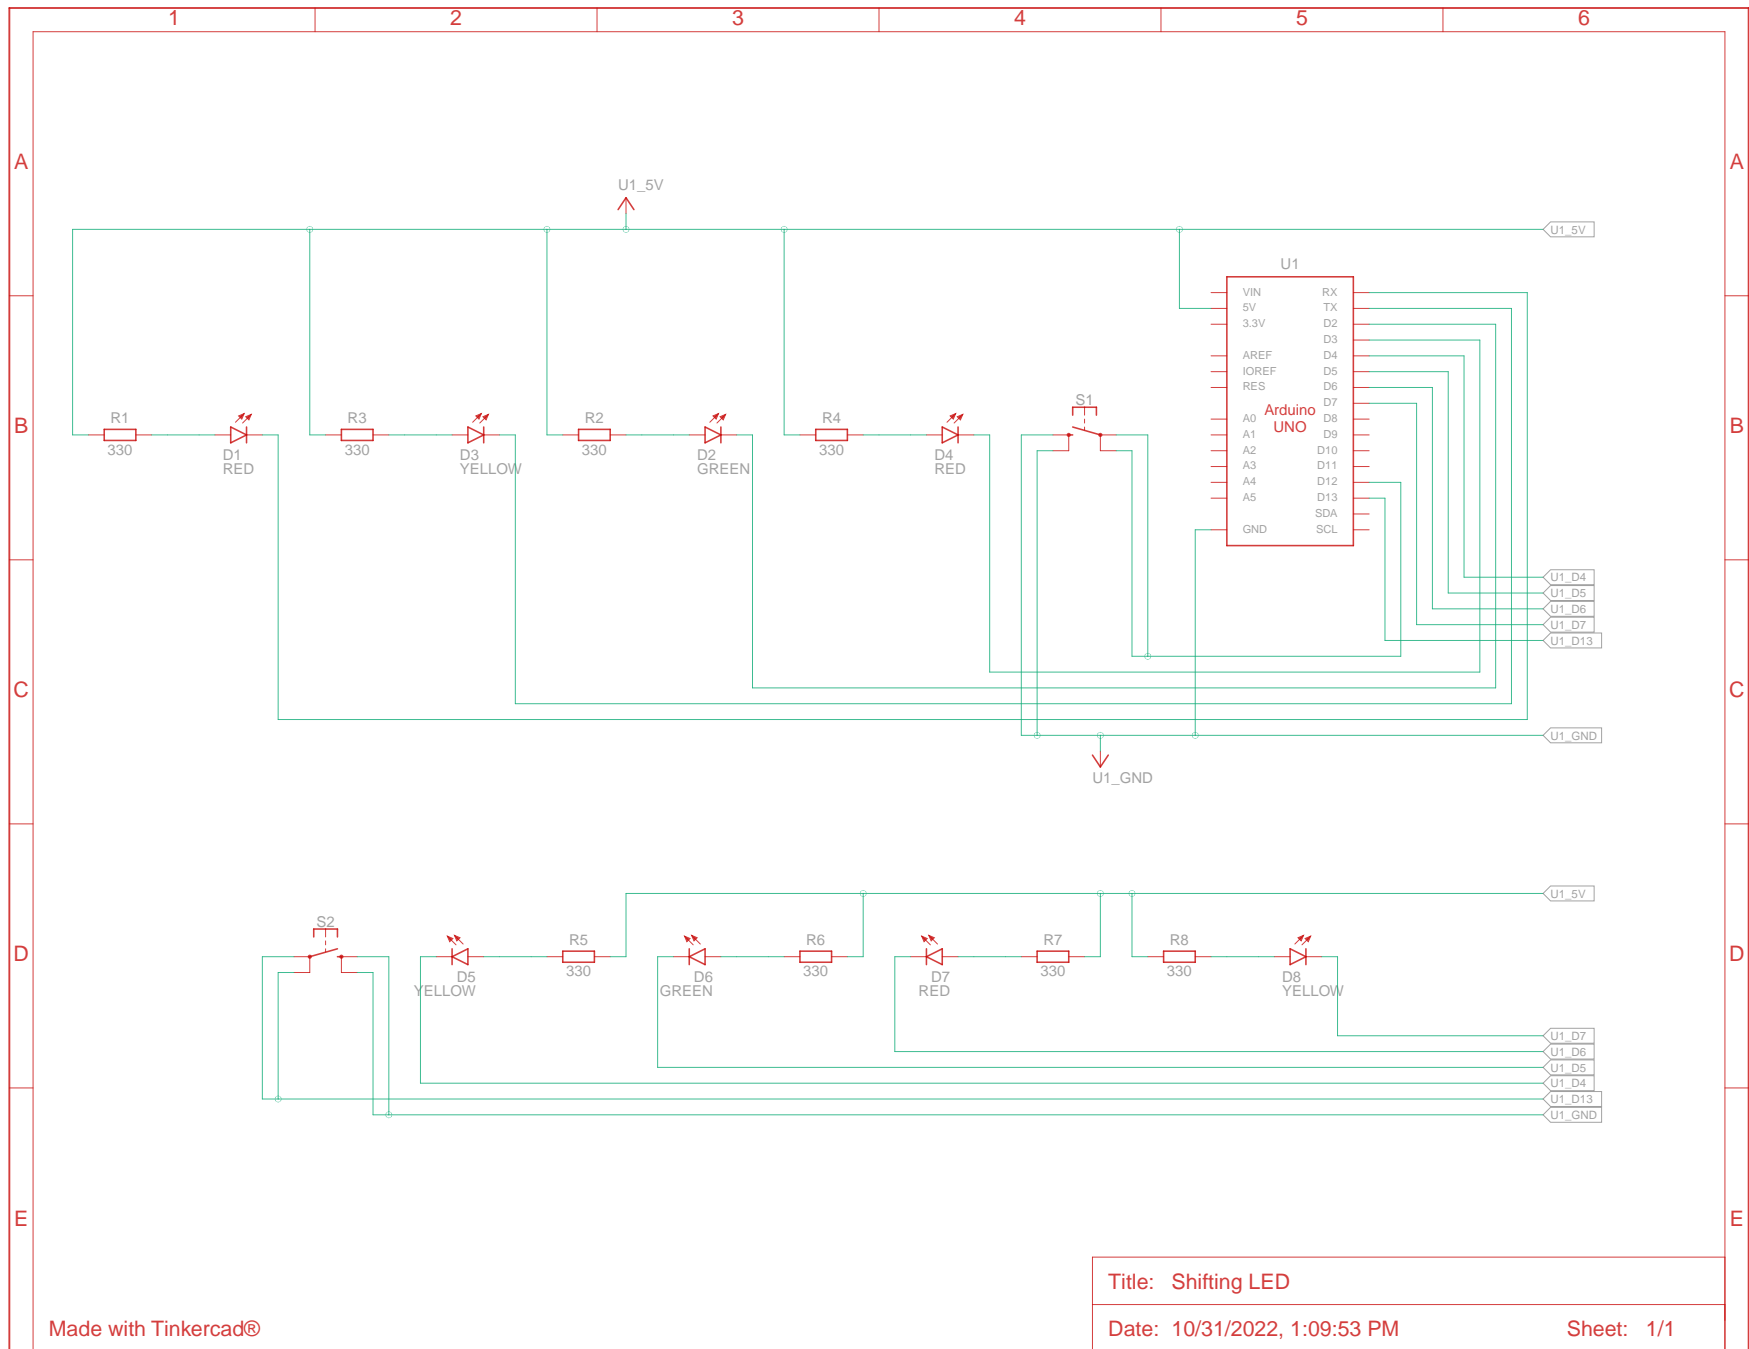 1 2 3 4 5 6
A A
U1_5V
U1_5V
U1
VIN RX
5V TX
3.3V D2
D3
AREF D4
IOREF D5
RES D6
D7
A0 D8
A1 D9
A2 D10
A3 D11
A4 D12
A5 D13
SDA
GND SCL
Arduino
UNO
B B
R1 R3 R2 R4 S1
330 330 330 330
D1 D3 D2 D4
RED YELLOW GREEN RED
U1_D4
U1_D5
U1_D6
U1_D7
U1_D13
C C
U1_GND
U1_GND
U1_5V
S2
D D
R5 R6 R7 R8
330 330 330 330
D5 D6 D7 D8
YELLOW GREEN RED YELLOW
U1_D7
U1_D6
U1_D5
U1_D4
U1_D13
U1_GND
E E
Title: Shifting LED
Made with Tinkercad®
Date: 10/31/2022, 1:09:53 PM Sheet: 1/1